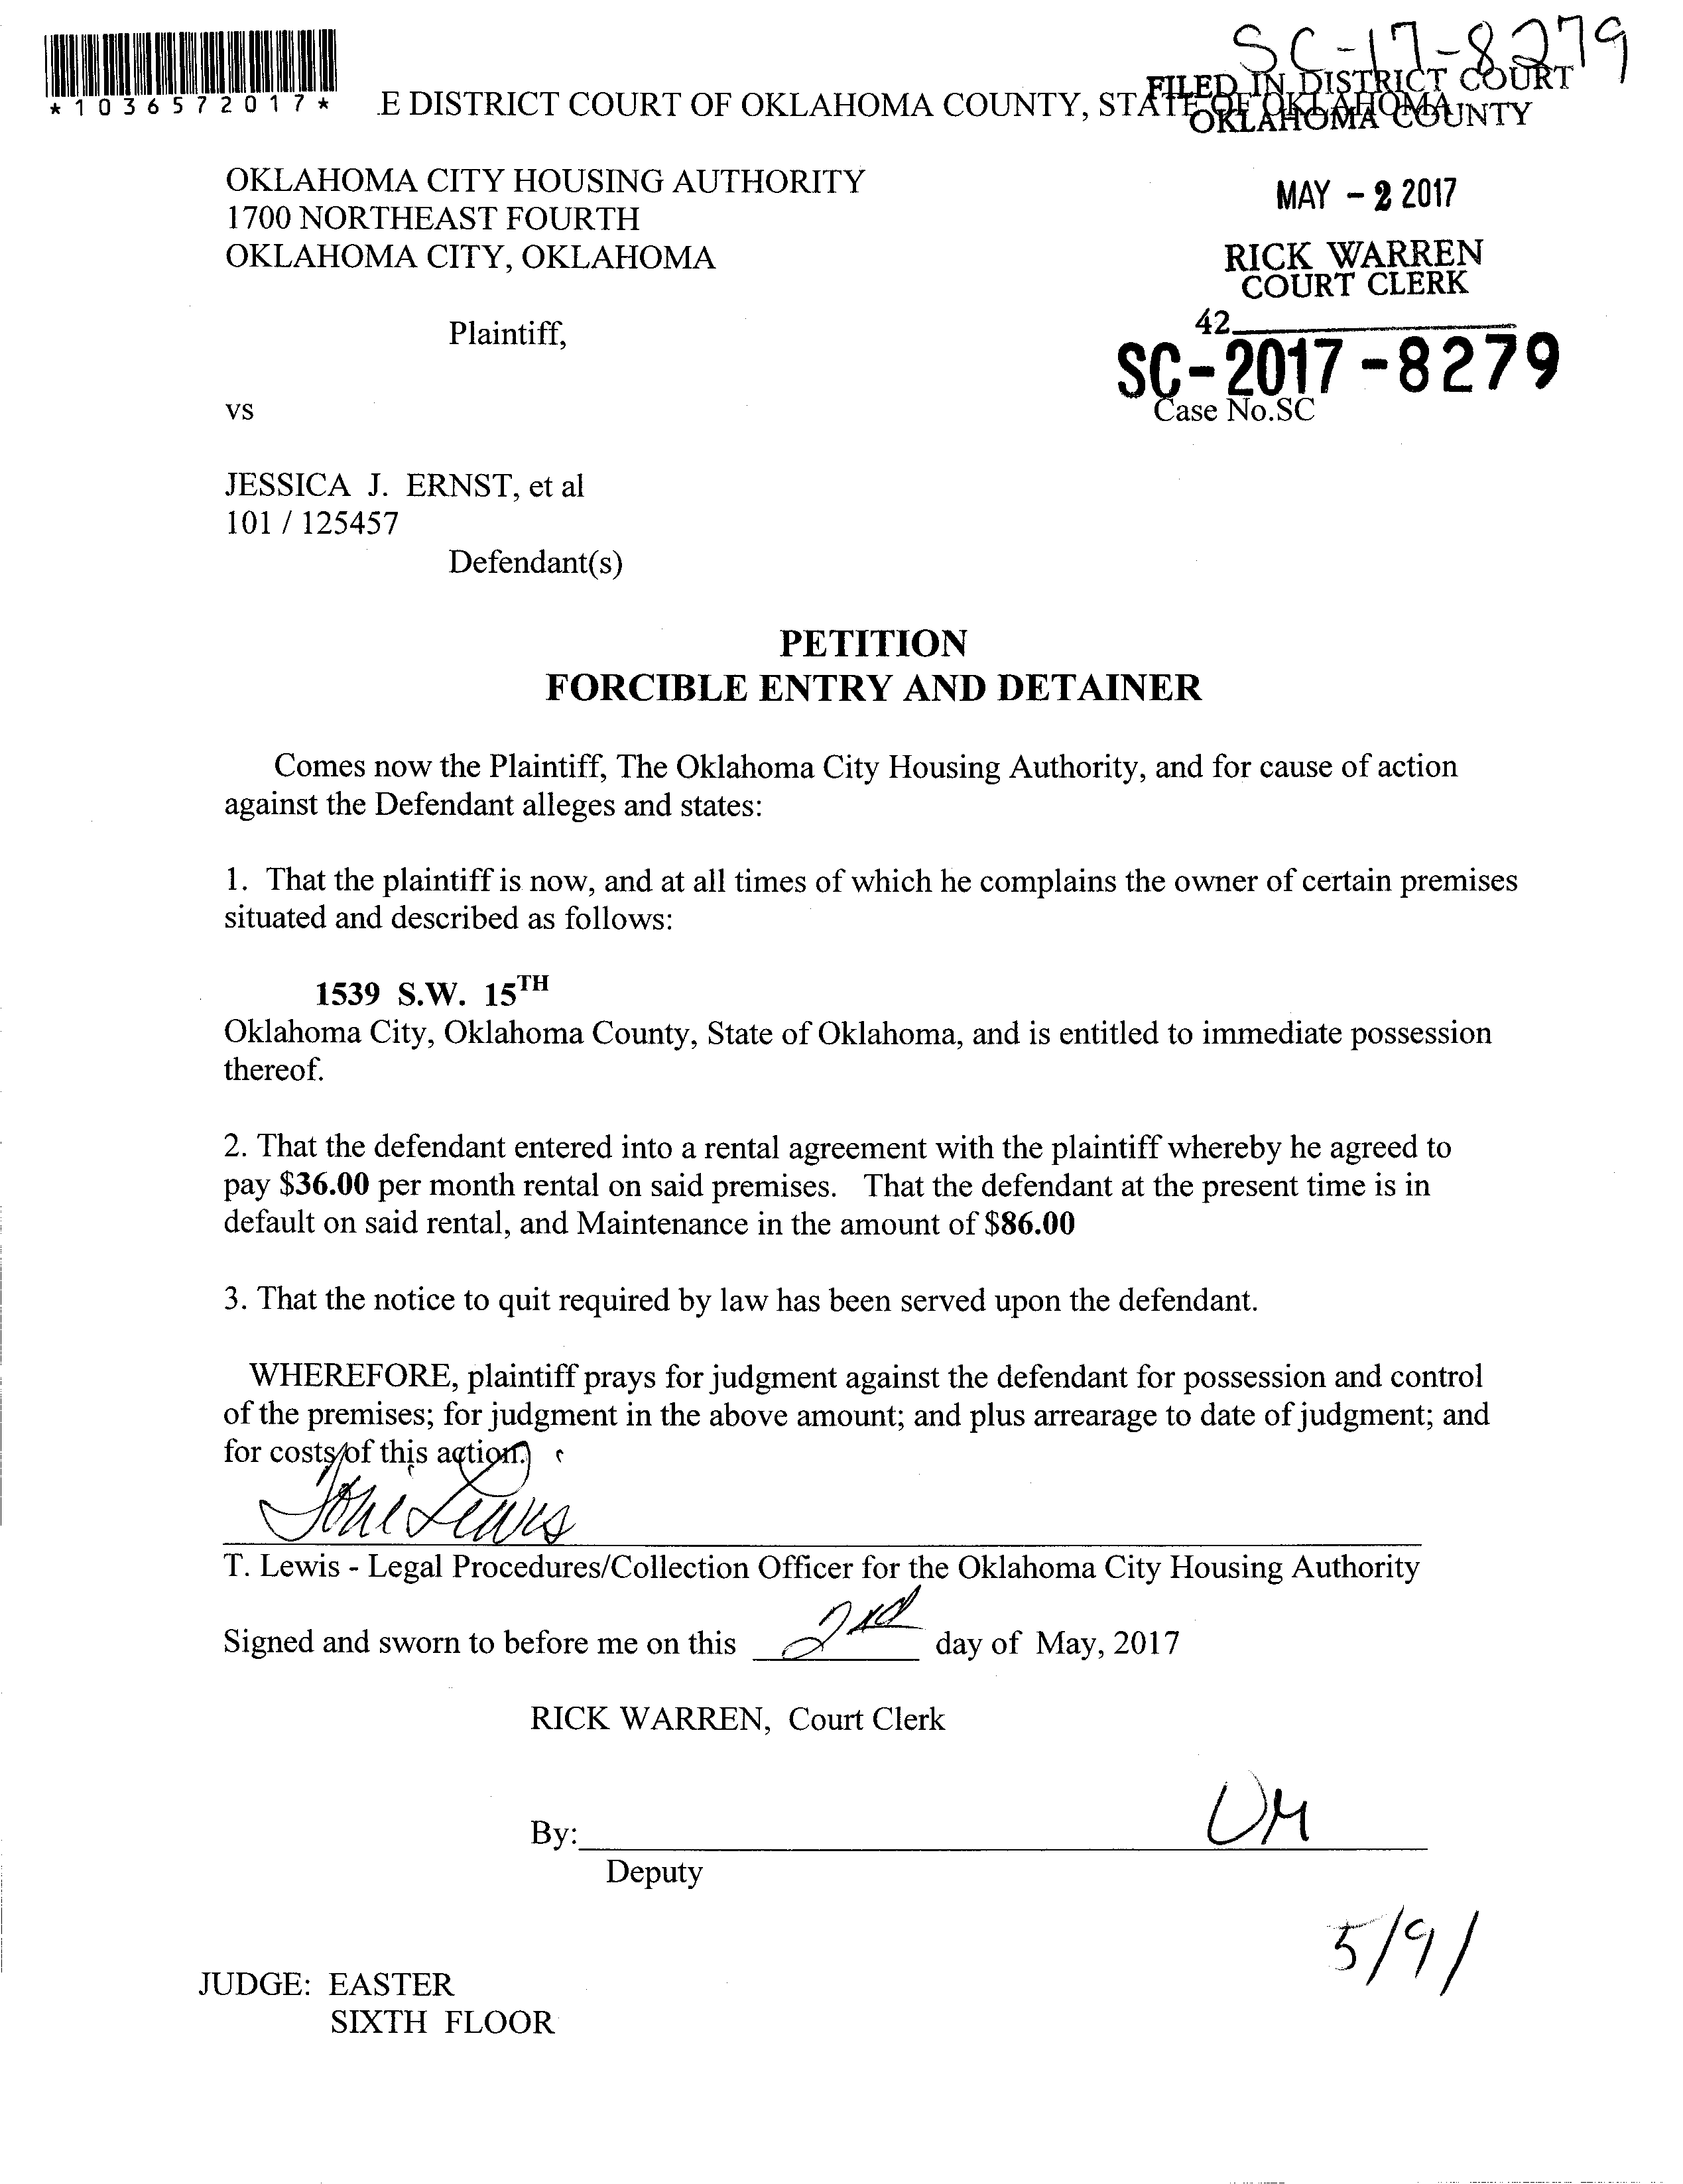 SC-17-8279
*1036572017*
E DISTRICT COURT OF OKLAHOMA COUNTY, STATE OF OKLAHOMA
FILED IN DISTRICT COURT
OKLAHOMA COUNTY
OKLAHOMA CITY HOUSING AUTHORITY
1700 NORTHEAST FOURTH
OKLAHOMA CITY, OKLAHOMA
MAY - 2 2017
RICK WARREN
COURT CLERK
42
Plaintiff,
SC-2017-8279
Case No.SC
vs
JESSICA J. ERNST, et al
101 / 125457
Defendant(s)
PETITION
FORCIBLE ENTRY AND DETAINER
Comes now the Plaintiff, The Oklahoma City Housing Authority, and for cause of action
against the Defendant alleges and states:
1. That the plaintiff is now, and at all times of which he complains the owner of certain premises
situated and described as follows:
1539 S.W. 15TH
Oklahoma City, Oklahoma County, State of Oklahoma, and is entitled to immediate possession
thereof.
2. That the defendant entered into a rental agreement with the plaintiff whereby he agreed to
pay $36.00 per month rental on said premises. That the defendant at the present time is in
default on said rental, and Maintenance in the amount of $86.00
3. That the notice to quit required by law has been served upon the defendant.
WHEREFORE, plaintiff prays for judgment against the defendant for possession and control
of the premises; for judgment in the above amount; and plus arrearage to date of judgment; and
for costs of this action.
Lewis
T. Lewis - Legal Procedures/Collection Officer for the Oklahoma City Housing Authority
Signed and sworn to before me on this 2nd day of May, 2017
RICK WARREN, Court Clerk
By:
Deputy
5/9/
JUDGE: EASTER
SIXTH FLOOR